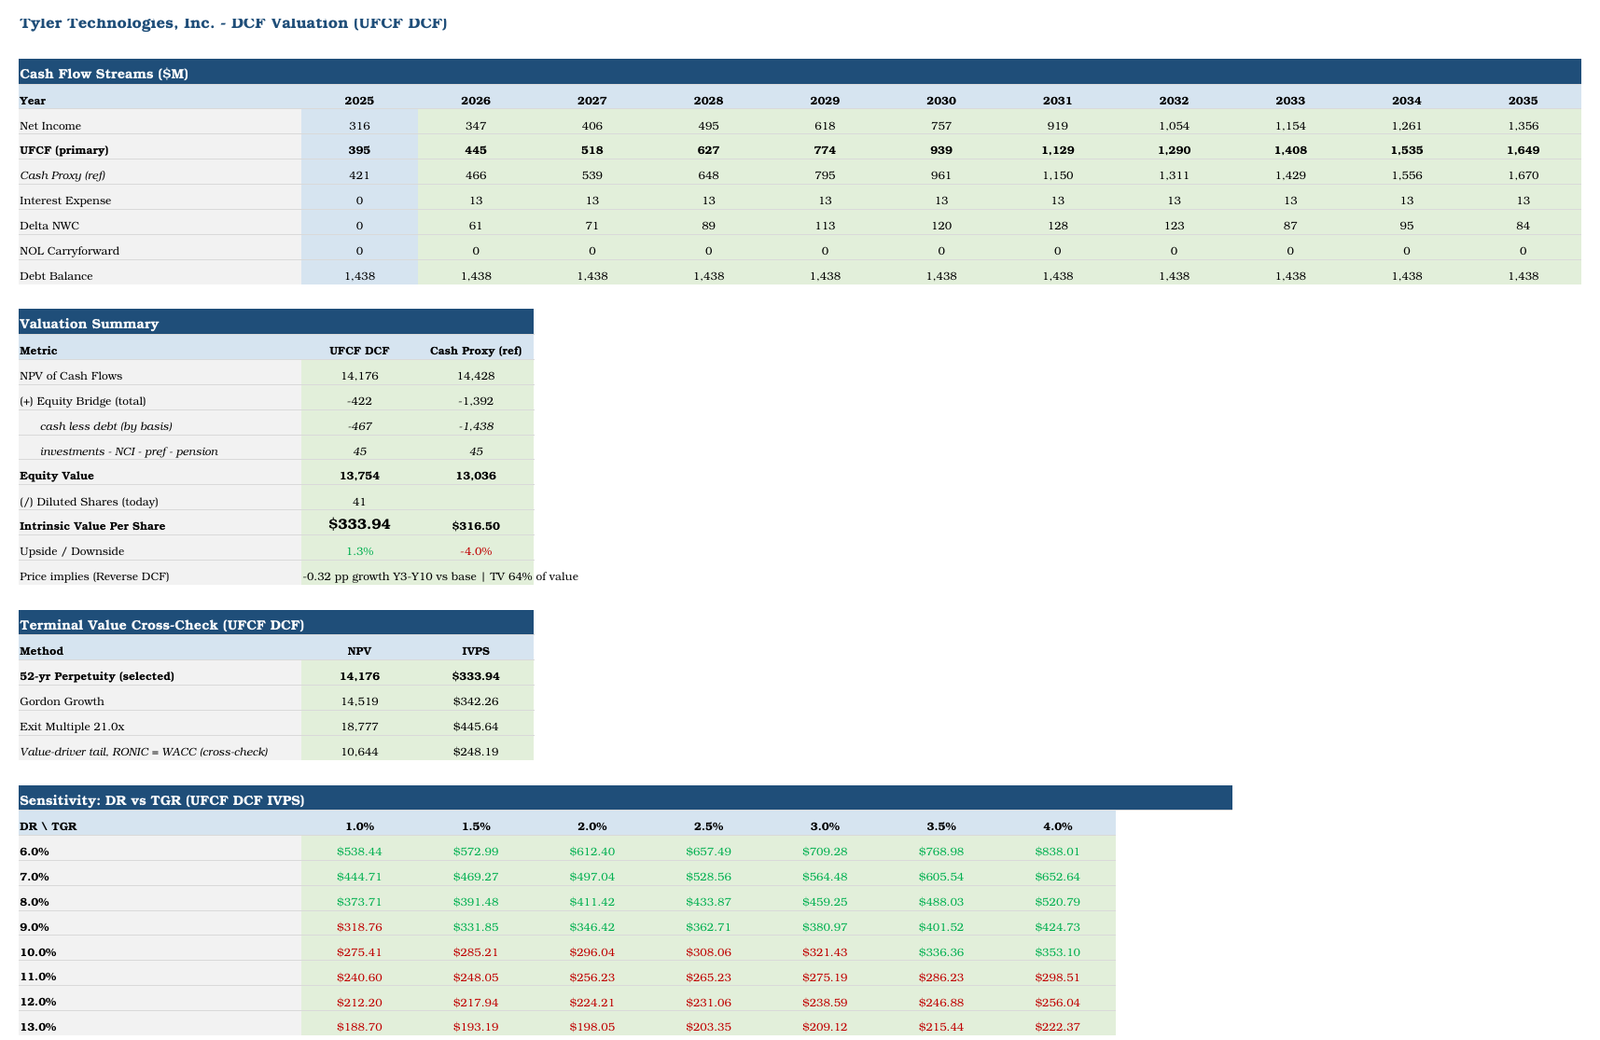 Tyler Technologies, Inc. - DCF Valuation (UFCF DCF)
Cash Flow Streams ($M)
Year 2025 2026 2027 2028 2029 2030 2031 2032 2033 2034 2035
Net Income 316 347 406 495 618 757 919 1,054 1,154 1,261 1,356
UFCF (primary) 395 445 518 627 774 939 1,129 1,290 1,408 1,535 1,649
Cash Proxy (ref) 421 466 539 648 795 961 1,150 1,311 1,429 1,556 1,670
Interest Expense 0 13 13 13 13 13 13 13 13 13 13
Delta NWC 0 61 71 89 113 120 128 123 87 95 84
NOL Carryforward 0 0 0 0 0 0 0 0 0 0 0
Debt Balance 1,438 1,438 1,438 1,438 1,438 1,438 1,438 1,438 1,438 1,438 1,438
Valuation Summary
Metric UFCF DCF Cash Proxy (ref)
NPV of Cash Flows 14,176 14,428
(+) Equity Bridge (total) -422 -1,392
cash less debt (by basis) -467 -1,438
investments - NCI - pref - pension 45 45
Equity Value 13,754 13,036
(/) Diluted Shares (today) 41
Intrinsic Value Per Share $333.94 $316.50
Upside / Downside 1.3% -4.0%
Price implies (Reverse DCF) -0.32 pp growth Y3-Y10 vs base | TV 64% of value
Terminal Value Cross-Check (UFCF DCF)
Method NPV IVPS
52-yr Perpetuity (selected) 14,176 $333.94
Gordon Growth 14,519 $342.26
Exit Multiple 21.0x 18,777 $445.64
Value-driver tail, RONIC = WACC (cross-check) 10,644 $248.19
Sensitivity: DR vs TGR (UFCF DCF IVPS)
DR \ TGR 1.0% 1.5% 2.0% 2.5% 3.0% 3.5% 4.0%
6.0% $538.44 $572.99 $612.40 $657.49 $709.28 $768.98 $838.01
7.0% $444.71 $469.27 $497.04 $528.56 $564.48 $605.54 $652.64
8.0% $373.71 $391.48 $411.42 $433.87 $459.25 $488.03 $520.79
9.0% $318.76 $331.85 $346.42 $362.71 $380.97 $401.52 $424.73
10.0% $275.41 $285.21 $296.04 $308.06 $321.43 $336.36 $353.10
11.0% $240.60 $248.05 $256.23 $265.23 $275.19 $286.23 $298.51
12.0% $212.20 $217.94 $224.21 $231.06 $238.59 $246.88 $256.04
13.0% $188.70 $193.19 $198.05 $203.35 $209.12 $215.44 $222.37